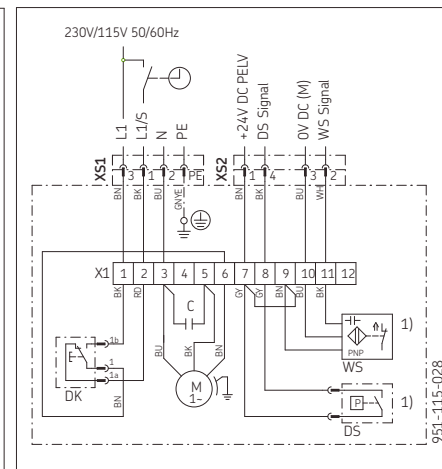 230V/115V 50/60Hz
L1
L1/S
N
PE
+24V DC PELV
DS Signal
0V DC (M)
WS Signal
XS1
3 1 2 PE
XS2
1 4 3 2
BN BK BU GNYE BN BK BU WH
X1 1 2 3 4 5 6 7 8 9 10 11 12
BK RD GY GY BN BU BK
C
1b
1
1a
DK
BN
BU BK BN
M
1~
PNP
WS
1)
P
DS
1)
951-115-028